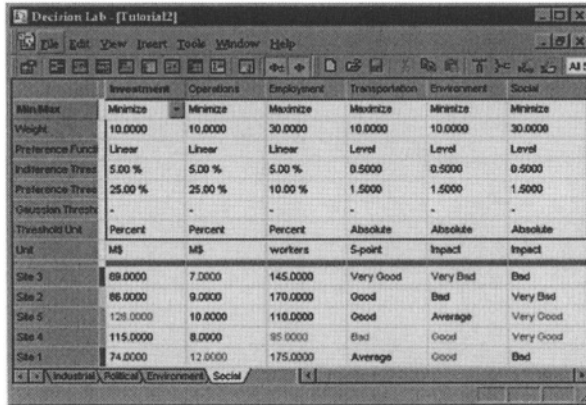 Decision Lab - [Tutorial2]
File Edit View Insert Tools Window Help
Investment Operations Employment Transportation Environment Social
Min/Max Minimize Minimize Maximize Maximize Minimize Minimize
Weight 10.0000 10.0000 30.0000 10.0000 10.0000 30.0000
Preference Functi Linear Linear Linear Level Level Level
Indifference Thres 5.00 % 5.00 % 5.00 % 0.5000 0.5000 0.5000
Preference Thres 25.00 % 25.00 % 10.00 % 1.5000 1.5000 1.5000
Gaussian Thresh - - - - - -
Threshold Unit Percent Percent Percent Absolute Absolute Absolute
Unit M$ M$ workers 5-point Impact Impact
Site 3 69.0000 7.0000 145.0000 Very Good Very Bad Bad
Site 2 86.0000 9.0000 170.0000 Good Bad Very Bad
Site 5 128.0000 10.0000 110.0000 Good Average Very Good
Site 4 115.0000 8.0000 95.0000 Bad Good Very Good
Site 1 74.0000 12.0000 175.0000 Average Good Bad
Industrial Political Environment Social